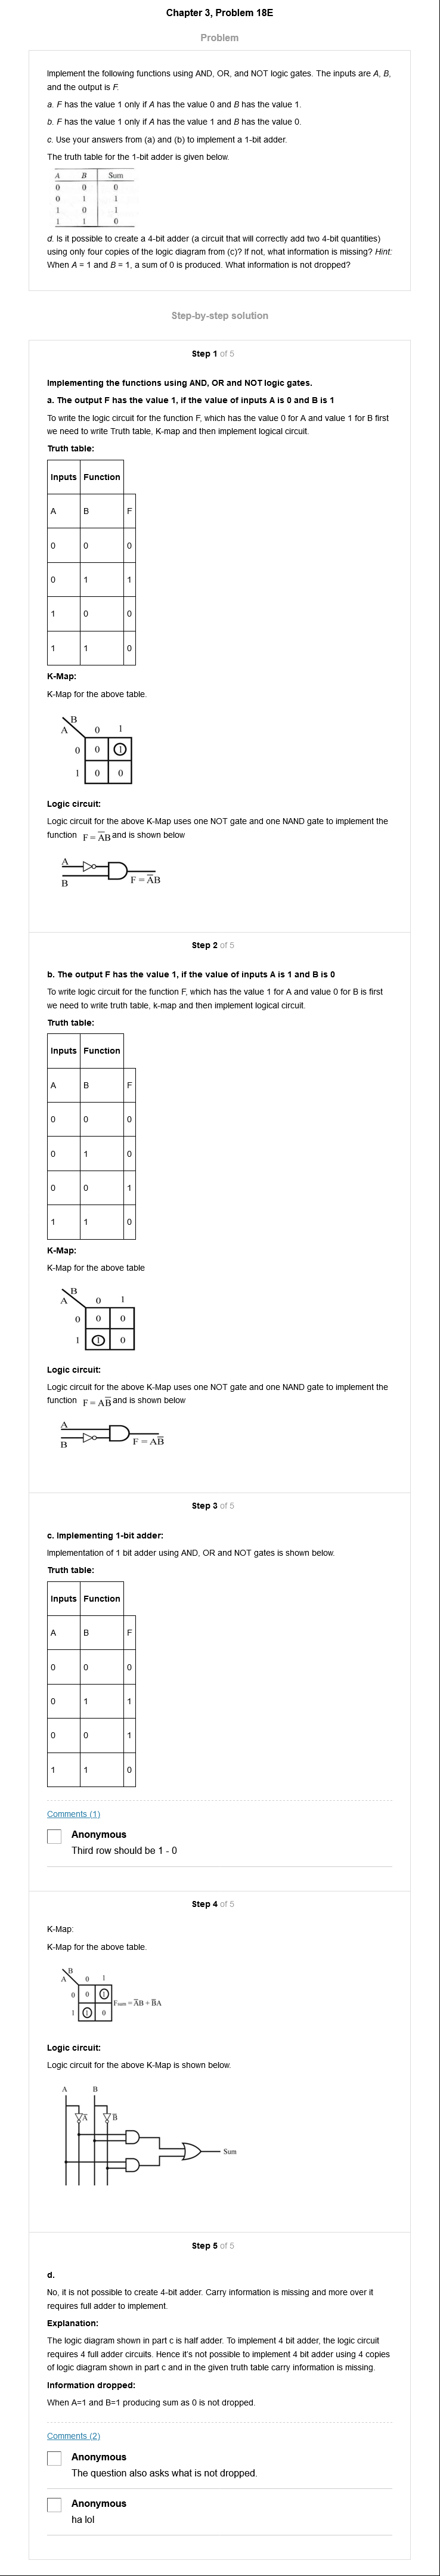 Chapter 3, Problem 18E
Problem
Implement the following functions using AND, OR, and NOT logic gates. The inputs are A, B,
and the output is F.
a. F has the value 1 only if A has the value 0 and B has the value 1.
b. F has the value 1 only if A has the value 1 and B has the value 0.
c. Use your answers from (a) and (b) to implement a 1-bit adder.
The truth table for the 1-bit adder is given below.
A B Sum
0 0 0
0 1 1
1 0 1
1 1 0
d. Is it possible to create a 4-bit adder (a circuit that will correctly add two 4-bit quantities)
using only four copies of the logic diagram from (c)? If not, what information is missing? Hint:
When A = 1 and B = 1, a sum of 0 is produced. What information is not dropped?
Step-by-step solution
Step 1 of 5
Implementing the functions using AND, OR and NOT logic gates.
a. The output F has the value 1, if the value of inputs A is 0 and B is 1
To write the logic circuit for the function F, which has the value 0 for A and value 1 for B first
we need to write Truth table, K-map and then implement logical circuit.
Truth table:
Inputs Function
A B F
0 0 0
0 1 1
1 0 0
1 1 0
K-Map:
K-Map for the above table.
B
A 0 1
0 0 1
1 0 0
Logic circuit:
Logic circuit for the above K-Map uses one NOT gate and one NAND gate to implement the
function F = A̅B and is shown below
A
B F = A̅B
Step 2 of 5
b. The output F has the value 1, if the value of inputs A is 1 and B is 0
To write logic circuit for the function F, which has the value 1 for A and value 0 for B is first
we need to write truth table, k-map and then implement logical circuit.
Truth table:
Inputs Function
A B F
0 0 0
0 1 0
0 0 1
1 1 0
K-Map:
K-Map for the above table
B
A 0 1
0 0 0
1 1 0
Logic circuit:
Logic circuit for the above K-Map uses one NOT gate and one NAND gate to implement the
function F = AB̅ and is shown below
A
B F = AB̅
Step 3 of 5
c. Implementing 1-bit adder:
Implementation of 1 bit adder using AND, OR and NOT gates is shown below.
Truth table:
Inputs Function
A B F
0 0 0
0 1 1
0 0 1
1 1 0
Comments (1)
Anonymous
Third row should be 1 - 0
Step 4 of 5
K-Map:
K-Map for the above table.
B
A 0 1
0 0 1
1 1 0
Fsum = A̅B + B̅A
Logic circuit:
Logic circuit for the above K-Map is shown below.
A B
A̅ B̅
Sum
Step 5 of 5
d.
No, it is not possible to create 4-bit adder. Carry information is missing and more over it
requires full adder to implement.
Explanation:
The logic diagram shown in part c is half adder. To implement 4 bit adder, the logic circuit
requires 4 full adder circuits. Hence it's not possible to implement 4 bit adder using 4 copies
of logic diagram shown in part c and in the given truth table carry information is missing.
Information dropped:
When A=1 and B=1 producing sum as 0 is not dropped.
Comments (2)
Anonymous
The question also asks what is not dropped.
Anonymous
ha lol